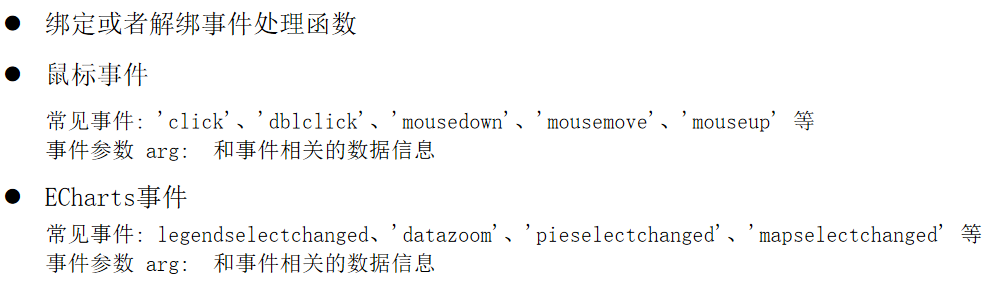 ● 绑定或者解绑事件处理函数
● 鼠标事件
常见事件: 'click'、'dblclick'、'mousedown'、'mousemove'、'mouseup' 等
事件参数 arg: 和事件相关的数据信息
● ECharts事件
常见事件: legendselectchanged、'datazoom'、'pieselectchanged'、'mapselectchanged' 等
事件参数 arg: 和事件相关的数据信息